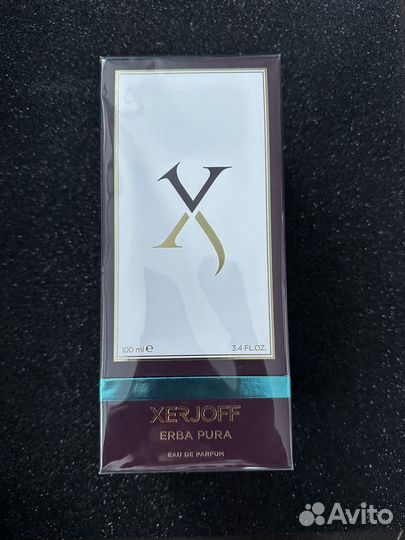 X
100 ml e 3.4 FL.OZ.
XERJOFF
ERBA PURA
EAU DE PARFUM
Avito